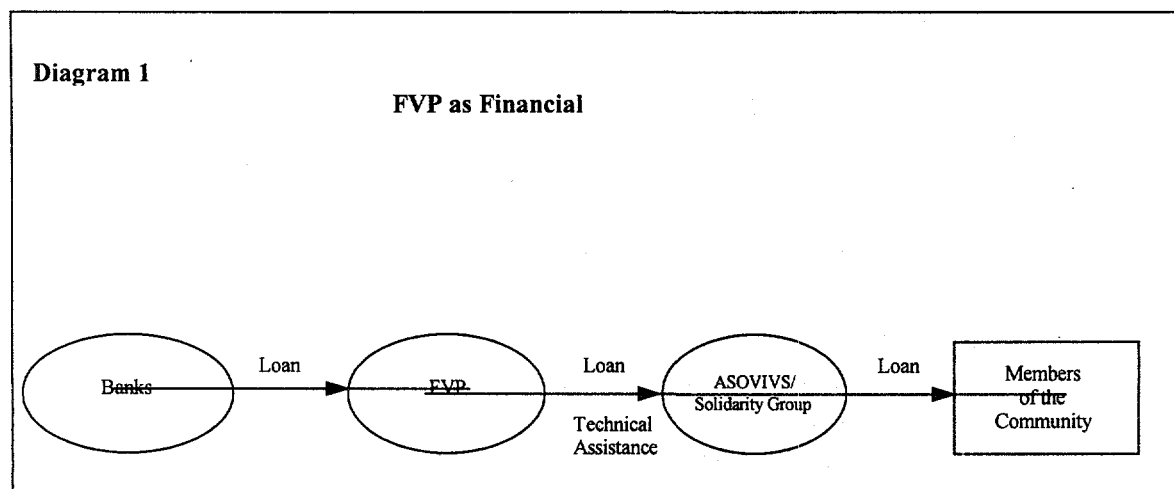 Diagram 1
FVP as Financial
Banks
Loan
FVP
Loan
Technical
Assistance
ASOVIVS/
Solidarity Group
Loan
Members
of the
Community